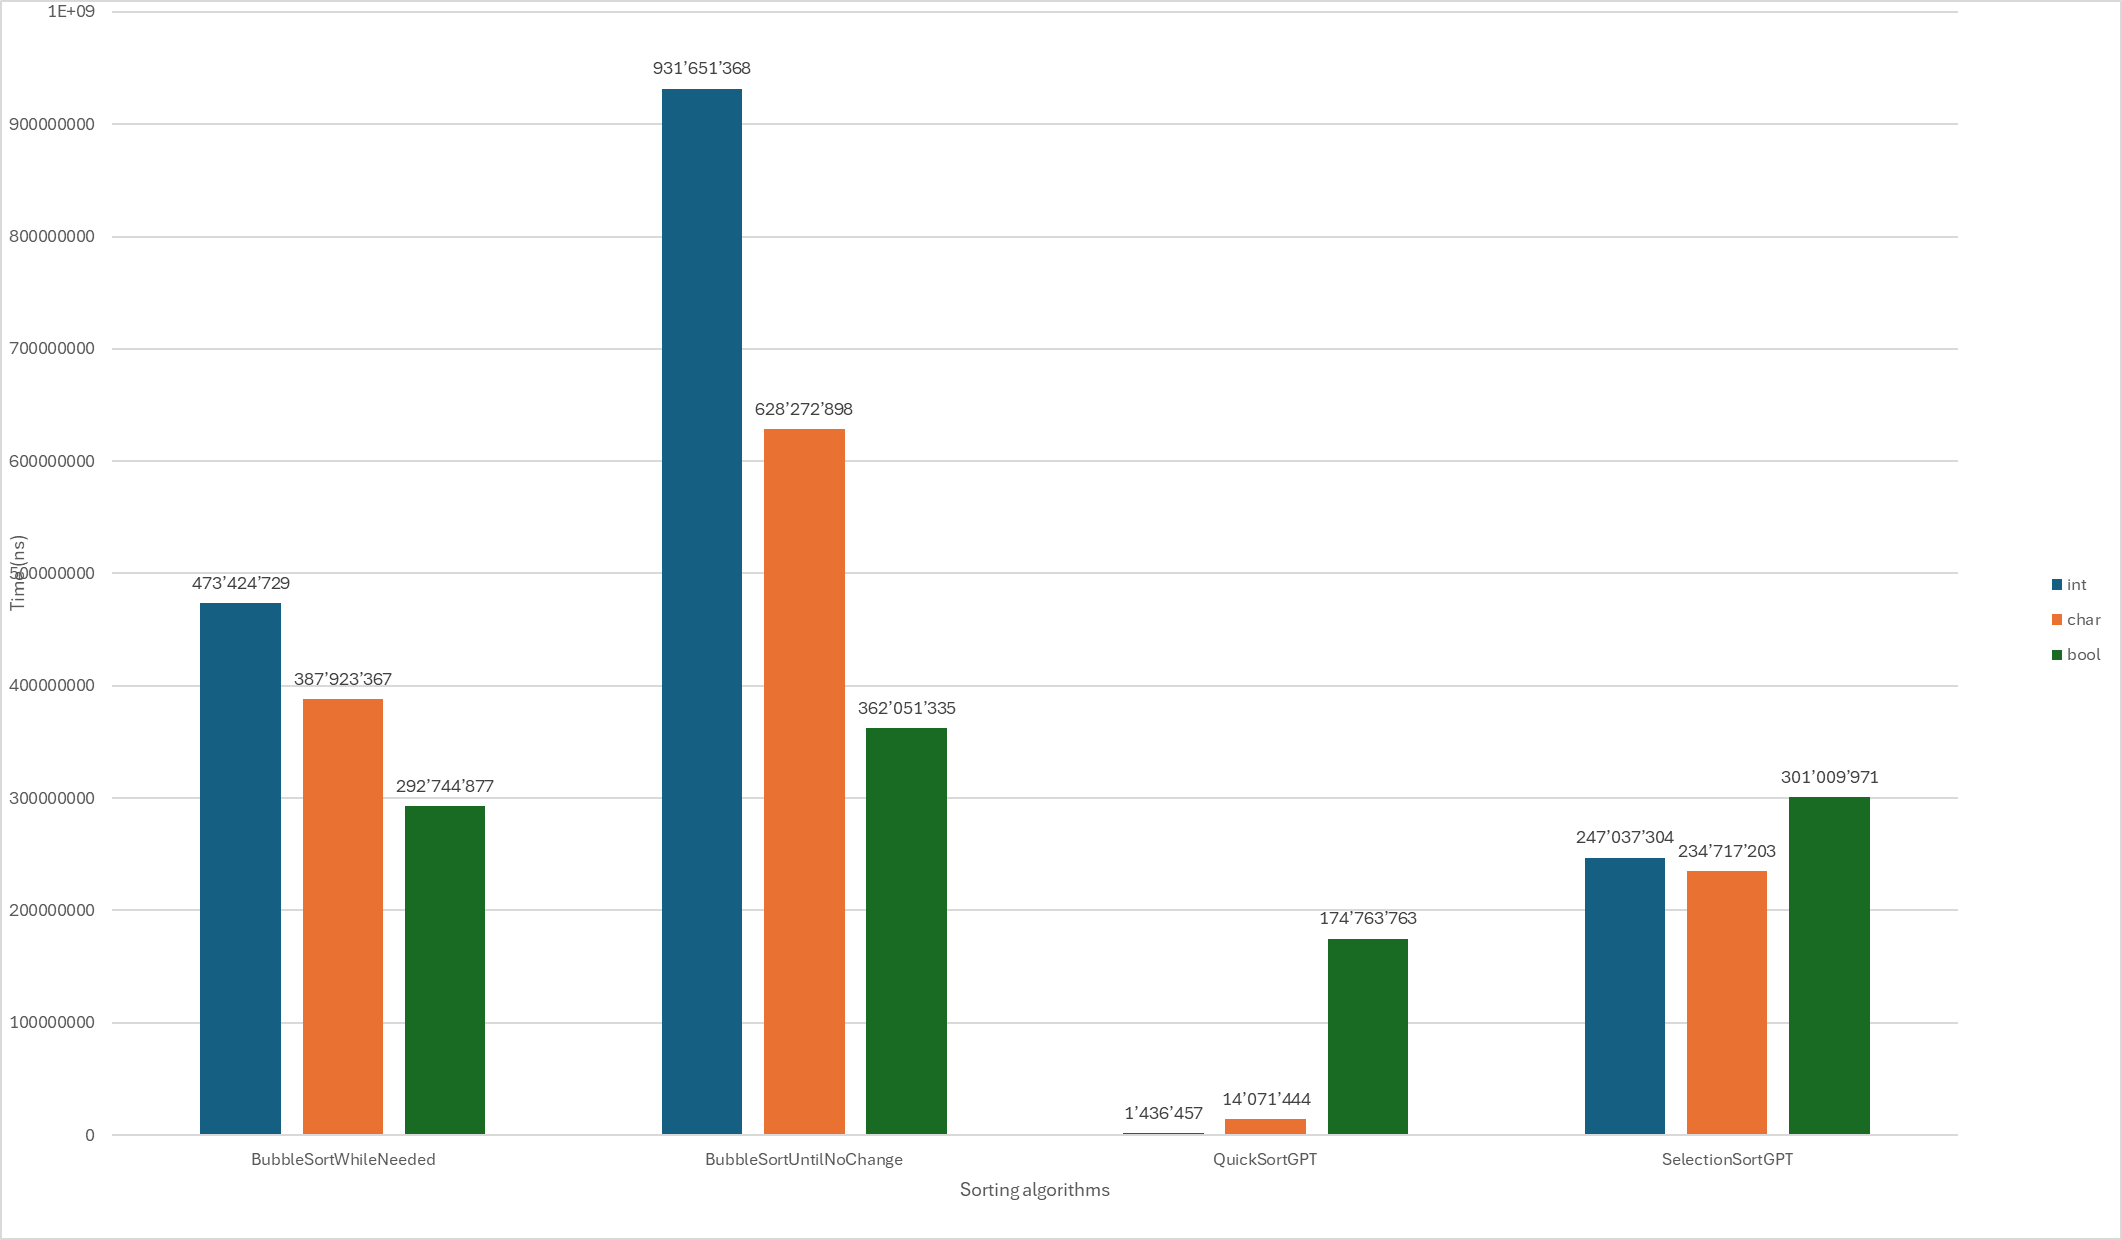 1E+09
931’651’368
900000000
800000000
700000000
628’272’898
600000000
Time (ns)
500000000
473’424’729
int
char
bool
400000000
387’923’367
362’051’335
300000000
292’744’877
301’009’971
247’037’304
234’717’203
200000000
174’763’763
100000000
1’436’457
14’071’444
0
BubbleSortWhileNeeded
BubbleSortUntilNoChange
QuickSortGPT
SelectionSortGPT
Sorting algorithms